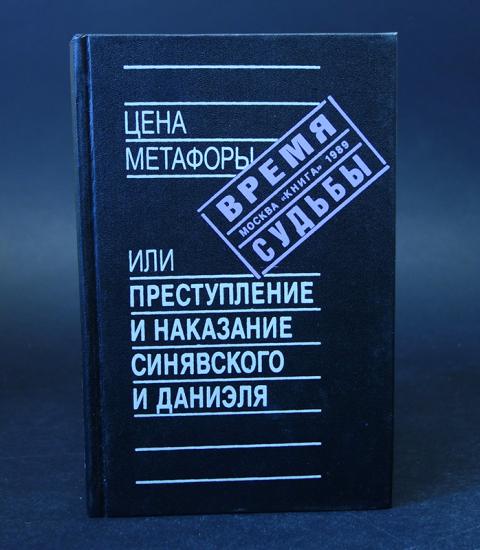 ЦЕНА
МЕТАФОРЫ
ВРЕМЯ
МОСКВА «КНИГА» 1989
СУДЬБЫ
ИЛИ
ПРЕСТУПЛЕНИЕ
И НАКАЗАНИЕ
СИНЯВСКОГО
И ДАНИЭЛЯ